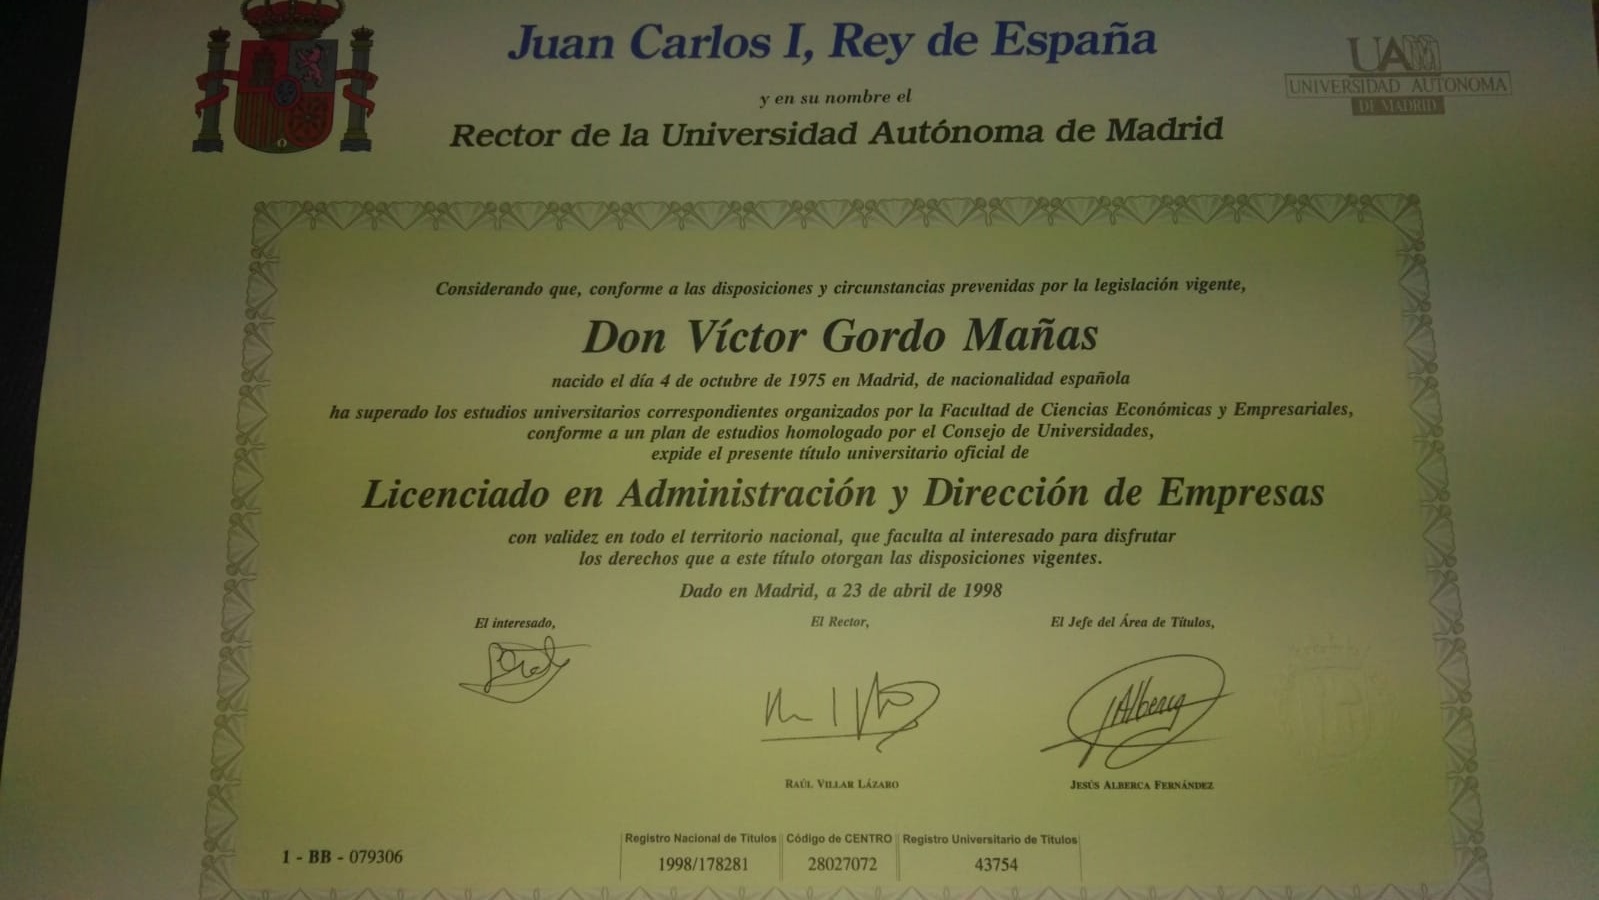 Juan Carlos I, Rey de España
UAM
UNIVERSIDAD AUTONOMA
DE MADRID
y en su nombre el
Rector de la Universidad Autónoma de Madrid
Considerando que, conforme a las disposiciones y circunstancias prevenidas por la legislación vigente,
Don Víctor Gordo Mañas
nacido el día 4 de octubre de 1975 en Madrid, de nacionalidad española
ha superado los estudios universitarios correspondientes organizados por la Facultad de Ciencias Económicas y Empresariales,
conforme a un plan de estudios homologado por el Consejo de Universidades,
expide el presente título universitario oficial de
Licenciado en Administración y Dirección de Empresas
con validez en todo el territorio nacional, que faculta al interesado para disfrutar
los derechos que a este título otorgan las disposiciones vigentes.
Dado en Madrid, a 23 de abril de 1998
El interesado,
El Rector,
El Jefe del Área de Títulos,
JAlberca
RAÚL VILLAR LÁZARO
JESÚS ALBERCA FERNÁNDEZ
1 - BB - 079306
Registro Nacional de Títulos
1998/178281
Código de CENTRO
28027072
Registro Universitario de Títulos
43754